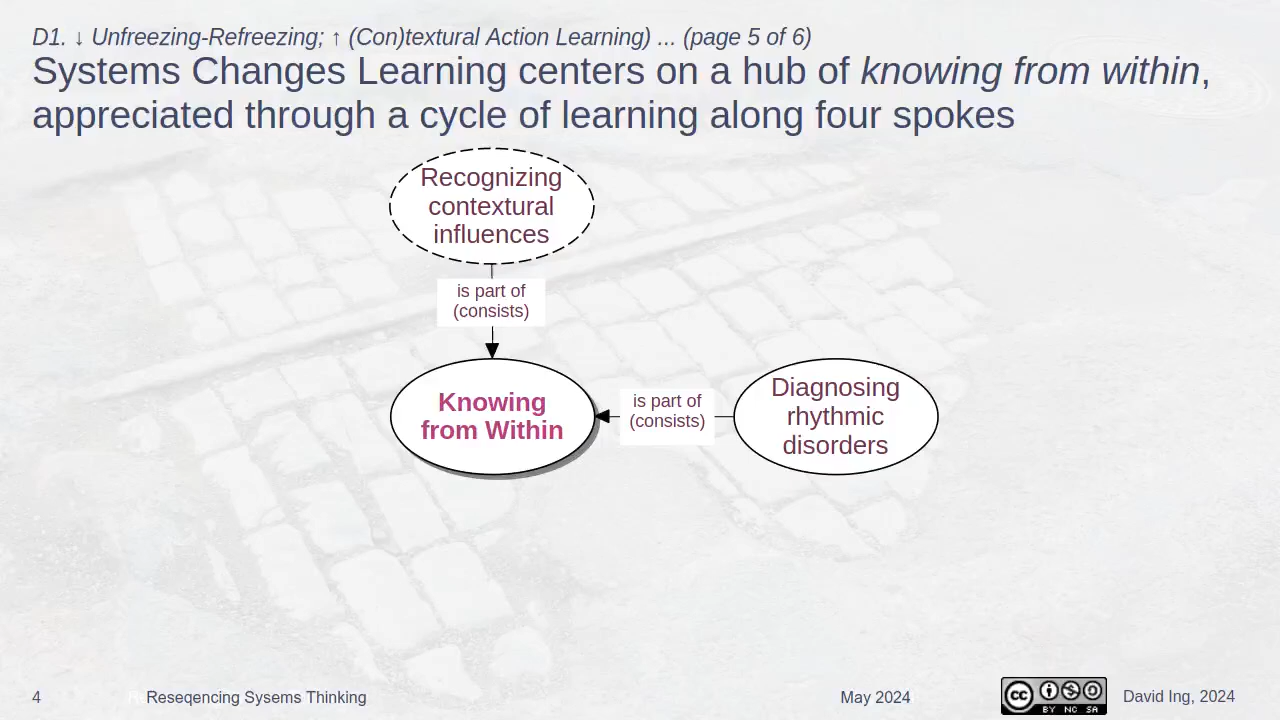 D1. ↓ Unfreezing-Refreezing; ↑ (Con)textural Action Learning) ... (page 5 of 6)
Systems Changes Learning centers on a hub of knowing from within,
appreciated through a cycle of learning along four spokes
Recognizing
contextural
influences
is part of
(consists)
Knowing
from Within
is part of
(consists)
Diagnosing
rhythmic
disorders
4
ReReseqencing Sysems Thinking
May 2024
cc
BY NC SA
David Ing, 2024